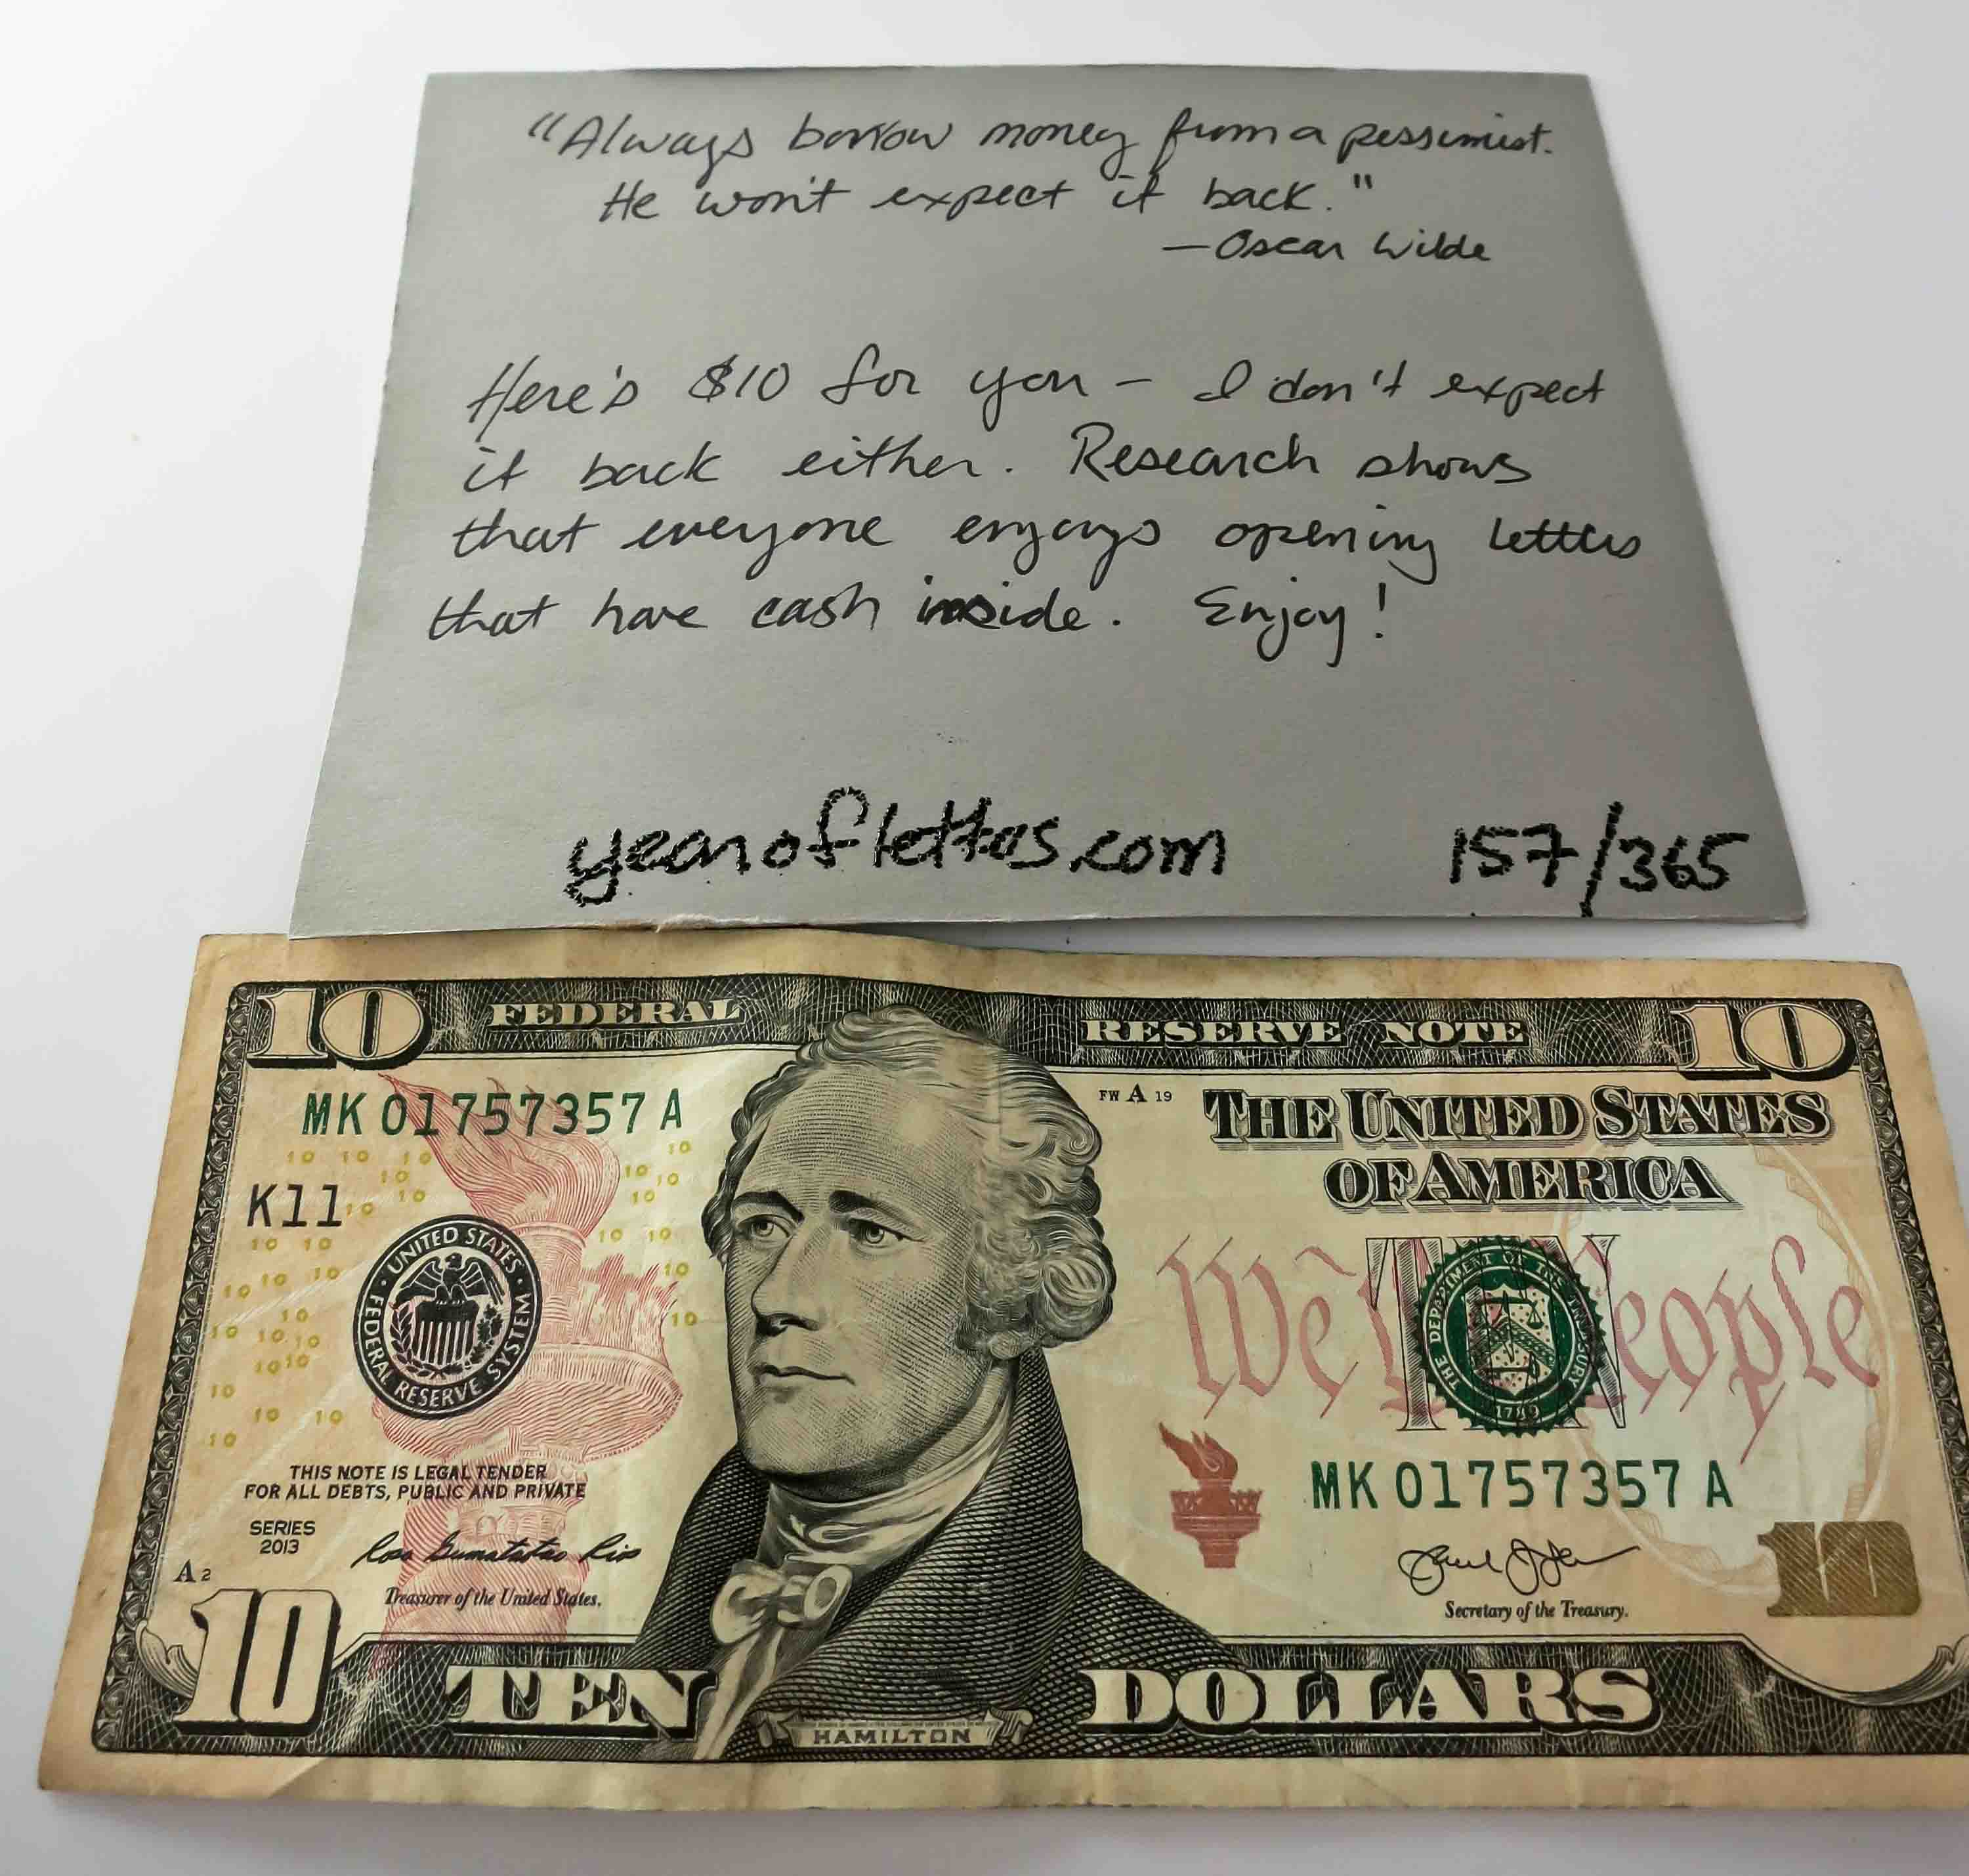 "Always borrow money from a pessimist.
He won't expect it back."
—Oscar Wilde
Here's $10 for you – I don't expect
it back either. Research shows
that everyone enjoys opening letters
that have cash inside. Enjoy!
yearofletters.com 157/365
10 FEDERAL RESERVE NOTE 10
MK 01757357 A
FW A 19
THE UNITED STATES
OF AMERICA
K11
UNITED STATES
FEDERAL RESERVE SYSTEM
We the People
TEN
THE DEPARTMENT OF THE TREASURY
1789
THIS NOTE IS LEGAL TENDER
FOR ALL DEBTS, PUBLIC AND PRIVATE
MK 01757357 A
SERIES
2013
Rosa Gumataotao Rios
A2
Treasurer of the United States.
Secretary of the Treasury.
10
10
TEN DOLLARS
HAMILTON